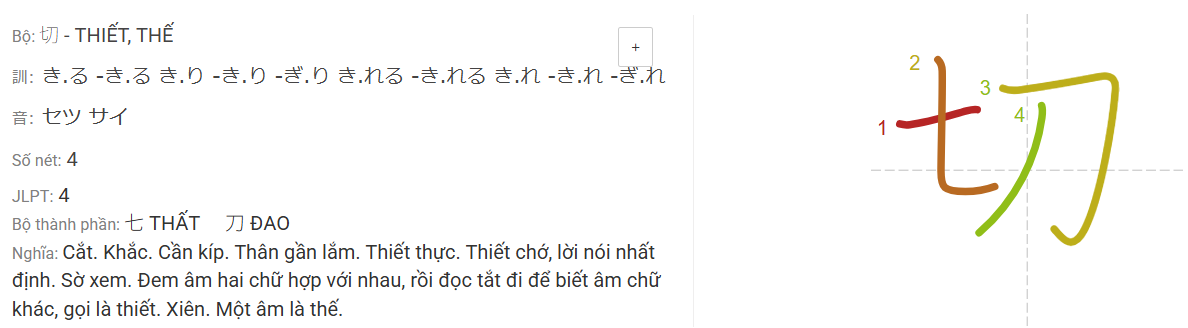 Bộ: 切 - THIẾT, THẾ
+
訓: き.る -き.る き.り -き.り -ぎ.り き.れる -き.れる き.れ -き.れ -ぎ.れ
音: セツ サイ
Số nét: 4
JLPT: 4
Bộ thành phần: 七 THẤT 刀 ĐAO
Nghĩa: Cắt. Khắc. Cần kíp. Thân gần lắm. Thiết thực. Thiết chớ, lời nói nhất
định. Sờ xem. Đem âm hai chữ hợp với nhau, rồi đọc tắt đi để biết âm chữ
khác, gọi là thiết. Xiên. Một âm là thế.
切
1
2
3
4